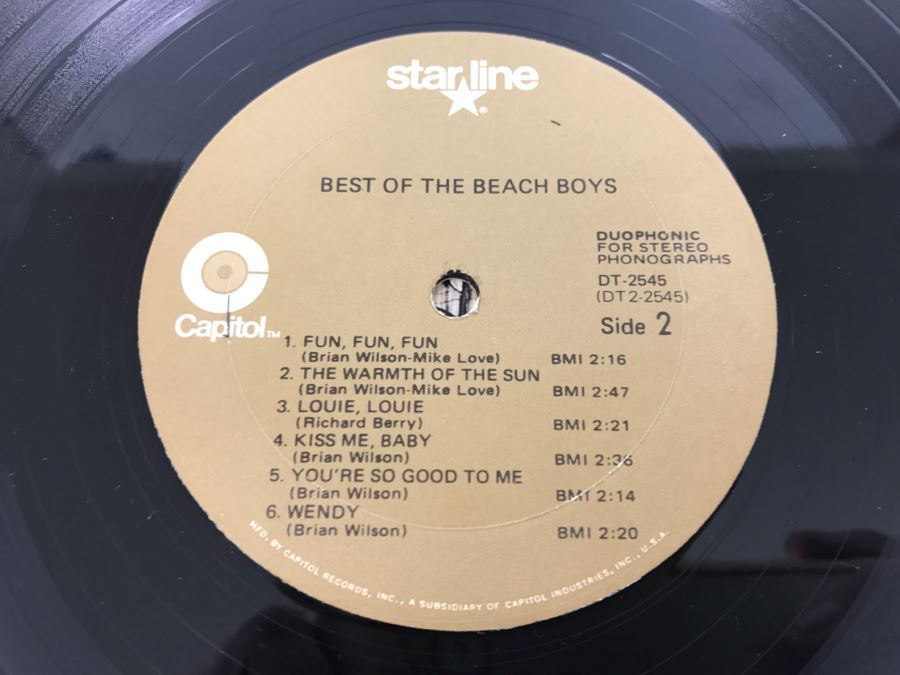 starline®
BEST OF THE BEACH BOYS
DUOPHONIC
FOR STEREO
PHONOGRAPHS
DT-2545
(DT2-2545)
Side 2
Capitol TM
1. FUN, FUN, FUN
(Brian Wilson-Mike Love) BMI 2:16
2. THE WARMTH OF THE SUN
(Brian Wilson-Mike Love) BMI 2:47
3. LOUIE, LOUIE
(Richard Berry) BMI 2:21
4. KISS ME, BABY
(Brian Wilson) BMI 2:36
5. YOU'RE SO GOOD TO ME
(Brian Wilson) BMI 2:14
6. WENDY
(Brian Wilson) BMI 2:20
MFD. BY CAPITOL RECORDS, INC., A SUBSIDIARY OF CAPITOL INDUSTRIES, INC., U.S.A.